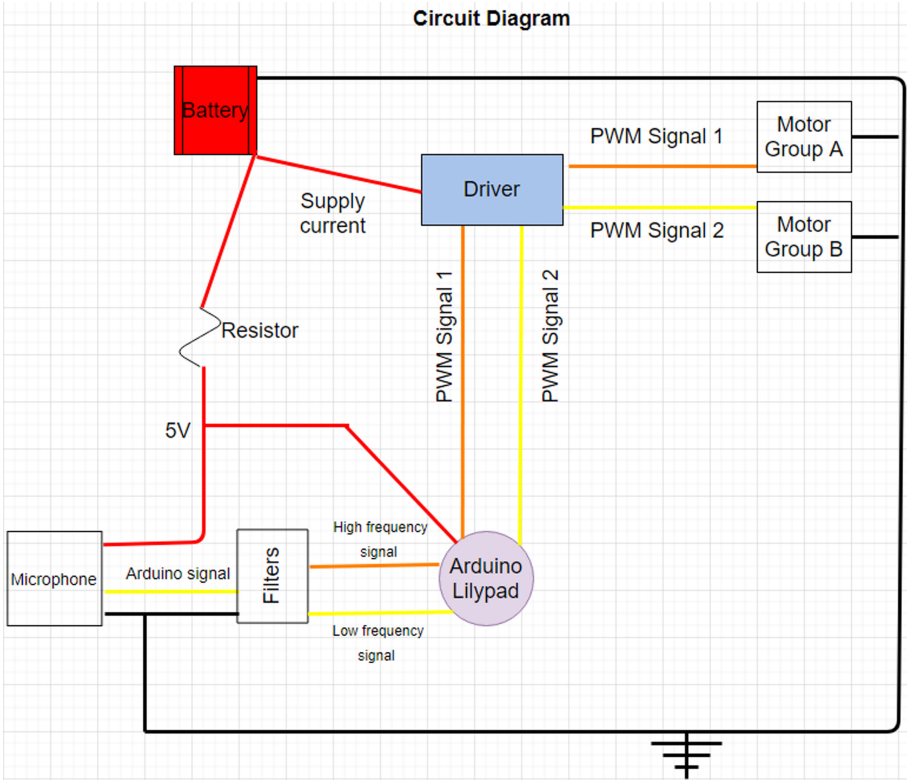 Circuit Diagram
Battery
Motor
Group A
PWM Signal 1
Driver
Supply
current
PWM Signal 2
Motor
Group B
PWM Signal 1
PWM Signal 2
Resistor
5V
High frequency
signal
Microphone
Arduino signal
Filters
Arduino
Lilypad
Low frequency
signal